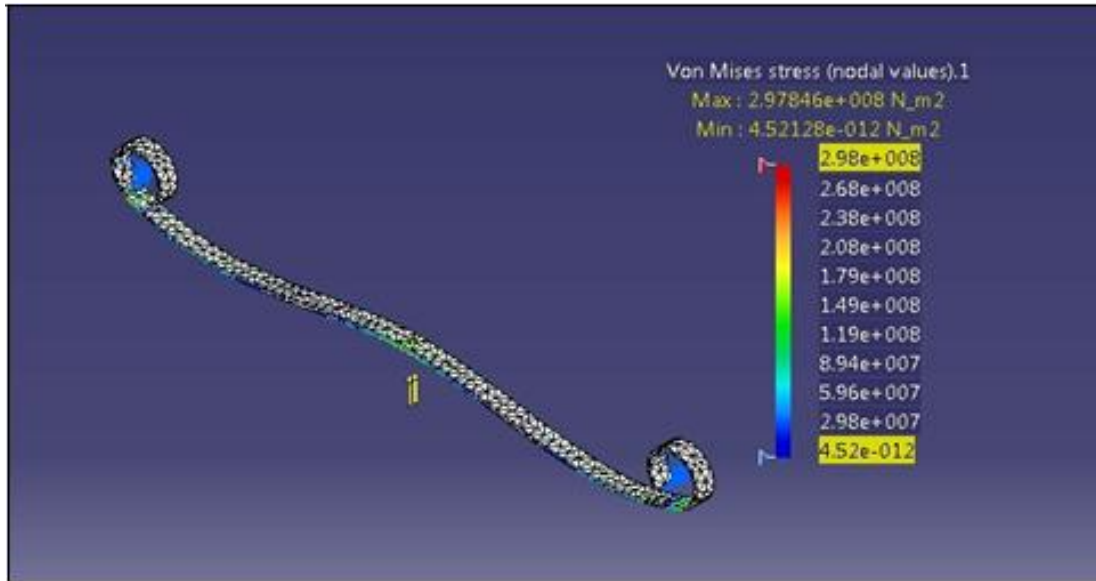 Von Mises stress (nodal values).1
Max : 2.97846e+008 N_m2
Min : 4.52128e-012 N_m2
2.98e+008
2.68e+008
2.38e+008
2.08e+008
1.79e+008
1.49e+008
1.19e+008
8.94e+007
5.96e+007
2.98e+007
4.52e-012